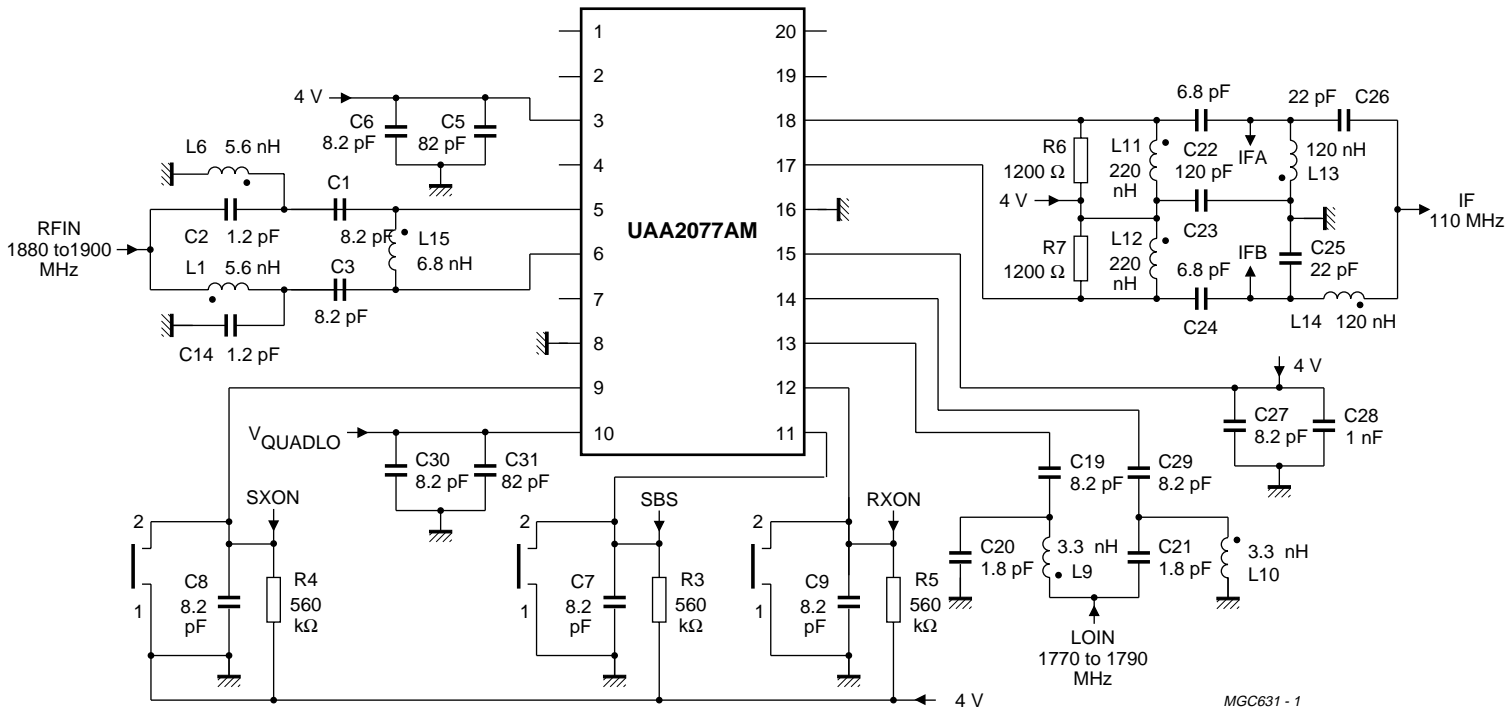 UAA2077AM
1
2
3
4
5
6
7
8
9
10
20
19
18
17
16
15
14
13
12
11
4 V
C6
8.2 pF
C5
82 pF
L6 5.6 nH
C1
8.2 pF
RFIN
1880 to1900
MHz
C2 1.2 pF
L15
6.8 nH
L1 5.6 nH
C3
8.2 pF
C14 1.2 pF
VQUADLO
C30
8.2 pF
C31
82 pF
SXON
2
1
C8
8.2
pF
R4
560
kΩ
SBS
2
1
C7
8.2
pF
R3
560
kΩ
RXON
2
1
C9
8.2
pF
R5
560
kΩ
4 V
6.8 pF
C22
22 pF C26
R6
1200 Ω
L11
220
nH
120 pF
C23
IFA
120 nH
L13
4 V
IF
110 MHz
R7
1200 Ω
L12
220
nH
6.8 pF
C24
IFB
C25
22 pF
L14 120 nH
4 V
C27
8.2 pF
C28
1 nF
C19
8.2 pF
C29
8.2 pF
C20
1.8 pF
3.3 nH
L9
C21
1.8 pF
3.3 nH
L10
LOIN
1770 to 1790
MHz
MGC631 - 1